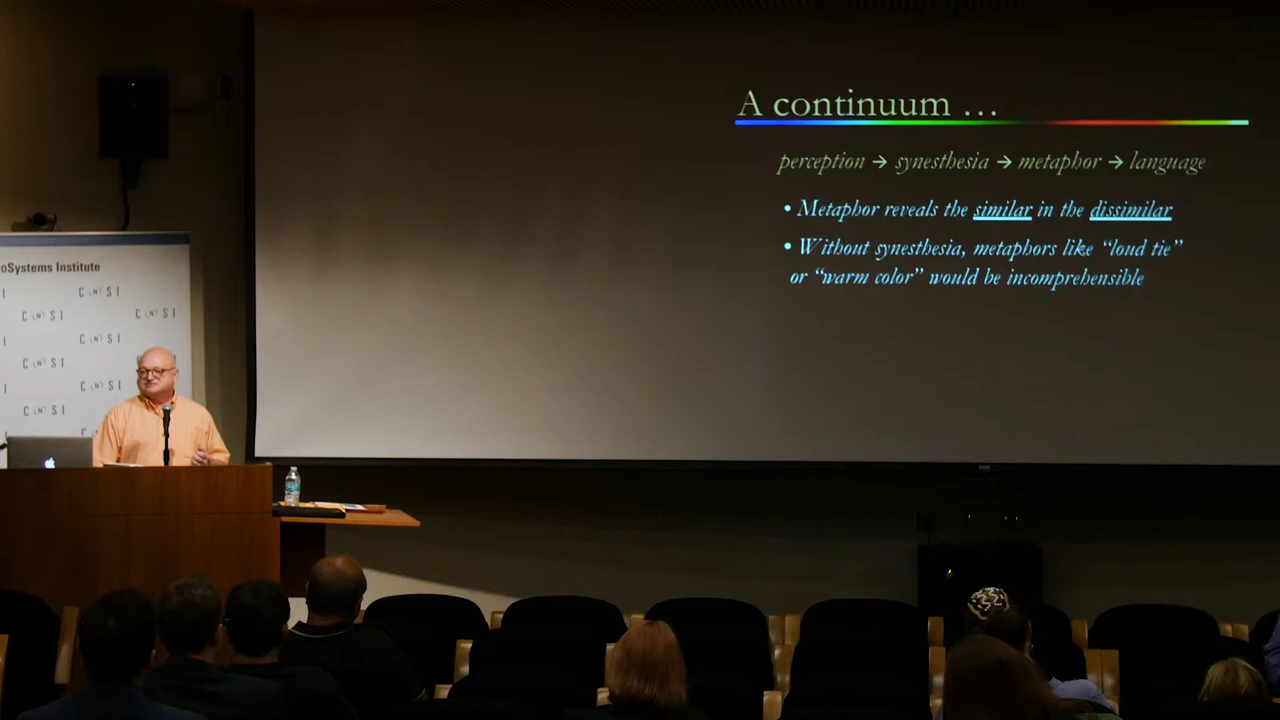 A continuum …
perception → synesthesia → metaphor → language
• Metaphor reveals the similar in the dissimilar
• Without synesthesia, metaphors like “loud tie”
or “warm color” would be incomprehensible
oSystems Institute
C (N) S I
C (N) S I
C (N) S I
C (N) S I
C (N) S I
C (N) S I
C (N) S I